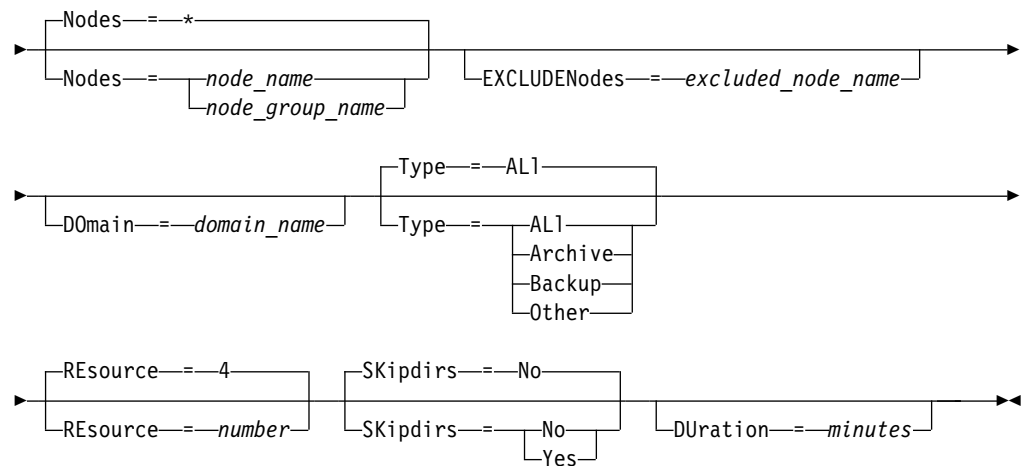 Nodes = *
Nodes = node_name
node_group_name
EXCLUDENodes = excluded_node_name
DOmain = domain_name
Type = ALl
Type = ALl
Archive
Backup
Other
REsource = 4
REsource = number
SKipdirs = No
SKipdirs = No
Yes
DUration = minutes